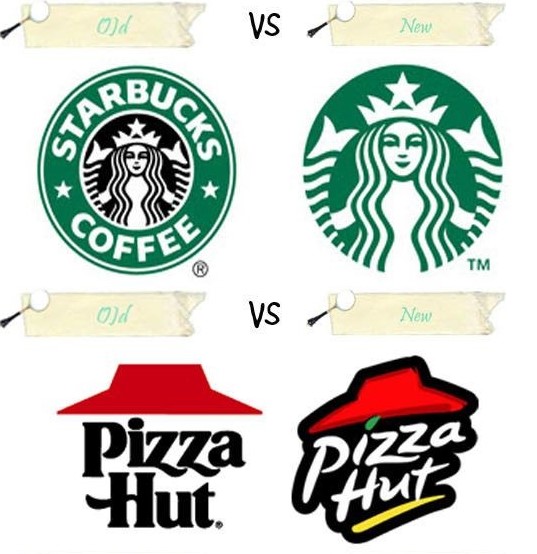 Old VS New
STARBUCKS
COFFEE
®
TM
Old VS New
Pizza
Hut®
Pizza
Hut